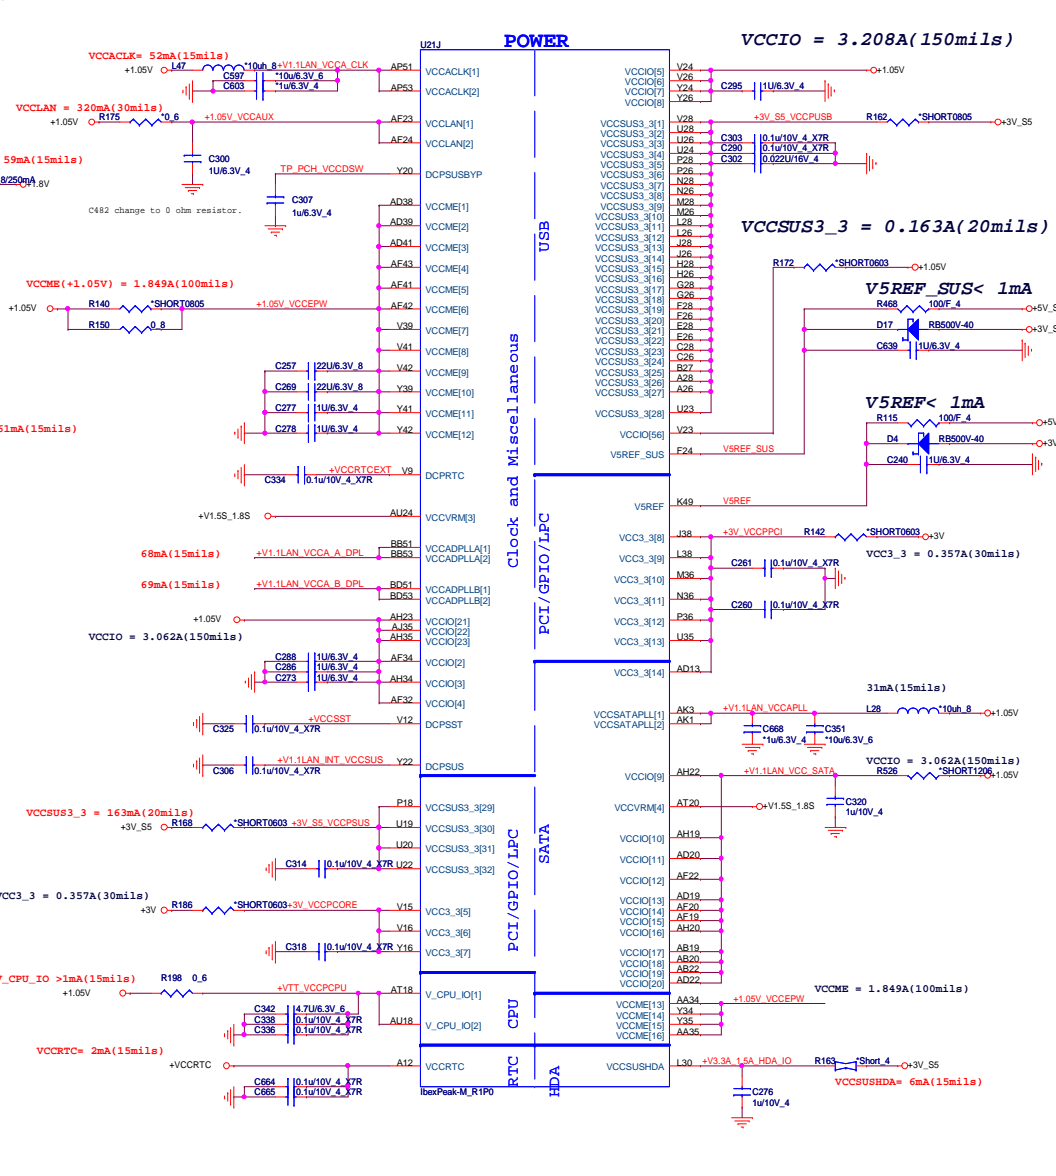 POWER
U21J
VCCIO = 3.208A(150mils)
VCCACLK= 52mA(15mils)
+1.05V L47 *10uh_8 +V1.1LAN_VCCA_CLK AP51 VCCACLK[1]
C597 *10u/6.3V_6
C603 *1u/6.3V_4 AP53 VCCACLK[2]
VCCLAN = 320mA(30mils)
+1.05V R175 *0_6 +1.05V_VCCAUX AF23 VCCLAN[1]
AF24 VCCLAN[2]
59mA(15mils)
C300
1U/6.3V_4
TP_PCH_VCCDSW Y20 DCPSUSBYP
8/250mA +1.8V
C307
1u/6.3V_4
C482 change to 0 ohm resistor.
AD38 VCCME[1]
AD39 VCCME[2]
AD41 VCCME[3]
AF43 VCCME[4]
VCCME(+1.05V) = 1.849A(100mils)
AF41 VCCME[5]
+1.05V R140 *SHORT0805 +1.05V_VCCEPW AF42 VCCME[6]
R150 0_8 V39 VCCME[7]
V41 VCCME[8]
C257 22U/6.3V_8 V42 VCCME[9]
C269 22U/6.3V_8 Y39 VCCME[10]
C277 1U/6.3V_4 Y41 VCCME[11]
51mA(15mils)
C278 1U/6.3V_4 Y42 VCCME[12]
C334 0.1u/10V_4_X7R +VCCRTCEXT V9 DCPRTC
+V1.5S_1.8S AU24 VCCVRM[3]
68mA(15mils) +V1.1LAN_VCCA_A_DPL BB51 VCCADPLLA[1]
BB53 VCCADPLLA[2]
69mA(15mils) +V1.1LAN_VCCA_B_DPL BD51 VCCADPLLB[1]
BD53 VCCADPLLB[2]
+1.05V AH23 VCCIO[21]
AJ35 VCCIO[22]
VCCIO = 3.062A(150mils) AH35 VCCIO[23]
C288 1U/6.3V_4 AF34 VCCIO[2]
C286 1U/6.3V_4
C273 1U/6.3V_4 AH34 VCCIO[3]
AF32 VCCIO[4]
C325 0.1u/10V_4_X7R +VCCSST V12 DCPSST
C306 0.1u/10V_4_X7R +V1.1LAN_INT_VCCSUS Y22 DCPSUS
VCCSUS3_3 = 163mA(20mils) P18 VCCSUS3_3[29]
+3V_S5 R168 *SHORT0603 +3V_S5_VCCPSUS U19 VCCSUS3_3[30]
U20 VCCSUS3_3[31]
C314 0.1u/10V_4_X7R U22 VCCSUS3_3[32]
VCC3_3 = 0.357A(30mils)
+3V R186 *SHORT0603 +3V_VCCPCORE V15 VCC3_3[5]
V16 VCC3_3[6]
C318 0.1u/10V_4_X7R Y16 VCC3_3[7]
V_CPU_IO >1mA(15mils)
+1.05V R198 0_6 +VTT_VCCPCPU AT18 V_CPU_IO[1]
C342 4.7U/6.3V_6
C338 0.1u/10V_4_X7R AU18 V_CPU_IO[2]
C336 0.1u/10V_4_X7R
VCCRTC= 2mA(15mils)
+VCCRTC A12 VCCRTC
C664 0.1u/10V_4_X7R
C665 0.1u/10V_4_X7R
IbexPeak-M_R1P0
Clock and Miscellaneous
PCI/GPIO/LPC
CPU
RTC
USB
PCI/GPIO/LPC
SATA
HDA
VCCIO[5] V24 +1.05V
VCCIO[6] V26
VCCIO[7] Y24 C295 1U/6.3V_4
VCCIO[8] Y26
VCCSUS3_3[1] V28 +3V_S5_VCCPUSB R162 *SHORT0805 +3V_S5
VCCSUS3_3[2] U28
VCCSUS3_3[3] U26 C303 0.1u/10V_4_X7R
VCCSUS3_3[4] U24 C290 0.1u/10V_4_X7R
VCCSUS3_3[5] P28 C302 0.022U/16V_4
VCCSUS3_3[6] P26
VCCSUS3_3[7] N28
VCCSUS3_3[8] N26
VCCSUS3_3[9] M28
VCCSUS3_3[10] M26
VCCSUS3_3[11] L28
VCCSUS3_3 = 0.163A(20mils)
VCCSUS3_3[12] L26
VCCSUS3_3[13] J28
VCCSUS3_3[14] J26
VCCSUS3_3[15] H28 R172 *SHORT0603 +1.05V
VCCSUS3_3[16] H26
VCCSUS3_3[17] G28
V5REF_SUS< 1mA
VCCSUS3_3[18] G26
VCCSUS3_3[19] F28 R468 100/F_4 +5V_S
VCCSUS3_3[20] F26
VCCSUS3_3[21] E28 D17 RB500V-40 +3V_S
VCCSUS3_3[22] E26
VCCSUS3_3[23] C28 C639 1U/6.3V_4
VCCSUS3_3[24] C26
VCCSUS3_3[25] B27
VCCSUS3_3[26] A28
VCCSUS3_3[27] A26
V5REF< 1mA
VCCSUS3_3[28] U23
R115 100/F_4 +5V
VCCIO[56] V23
D4 RB500V-40 +3V
V5REF_SUS F24 V5REF_SUS
C240 1U/6.3V_4
V5REF K49 V5REF
VCC3_3[8] J38 +3V_VCCPPCI R142 *SHORT0603 +3V
VCC3_3[9] L38 VCC3_3 = 0.357A(30mils)
VCC3_3[10] M36 C261 0.1u/10V_4_X7R
VCC3_3[11] N36 C260 0.1u/10V_4_X7R
VCC3_3[12] P36
VCC3_3[13] U35
VCC3_3[14] AD13
31mA(15mils)
VCCSATAPLL[1] AK3 +V1.1LAN_VCCAPLL L28 *10uh_8 +1.05V
VCCSATAPLL[2] AK1
C668 *1u/6.3V_4
C351 *10u/6.3V_6
VCCIO = 3.062A(150mils)
VCCIO[9] AH22 +V1.1LAN_VCC_SATA R526 *SHORT1206 +1.05V
VCCVRM[4] AT20 +V1.5S_1.8S
C320
1u/10V_4
VCCIO[10] AH19
VCCIO[11] AD20
VCCIO[12] AF22
VCCIO[13] AD19
VCCIO[14] AF20
VCCIO[15] AF19
VCCIO[16] AH20
VCCIO[17] AB19
VCCIO[18] AB20
VCCIO[19] AB22
VCCIO[20] AD22
VCCME = 1.849A(100mils)
VCCME[13] AA34 +1.05V_VCCEPW
VCCME[14] Y34
VCCME[15] Y35
VCCME[16] AA35
VCCSUSHDA L30 +V3.3A_1.5A_HDA_IO R163 *Short_4 +3V_S5
VCCSUSHDA= 6mA(15mils)
C276
1u/10V_4